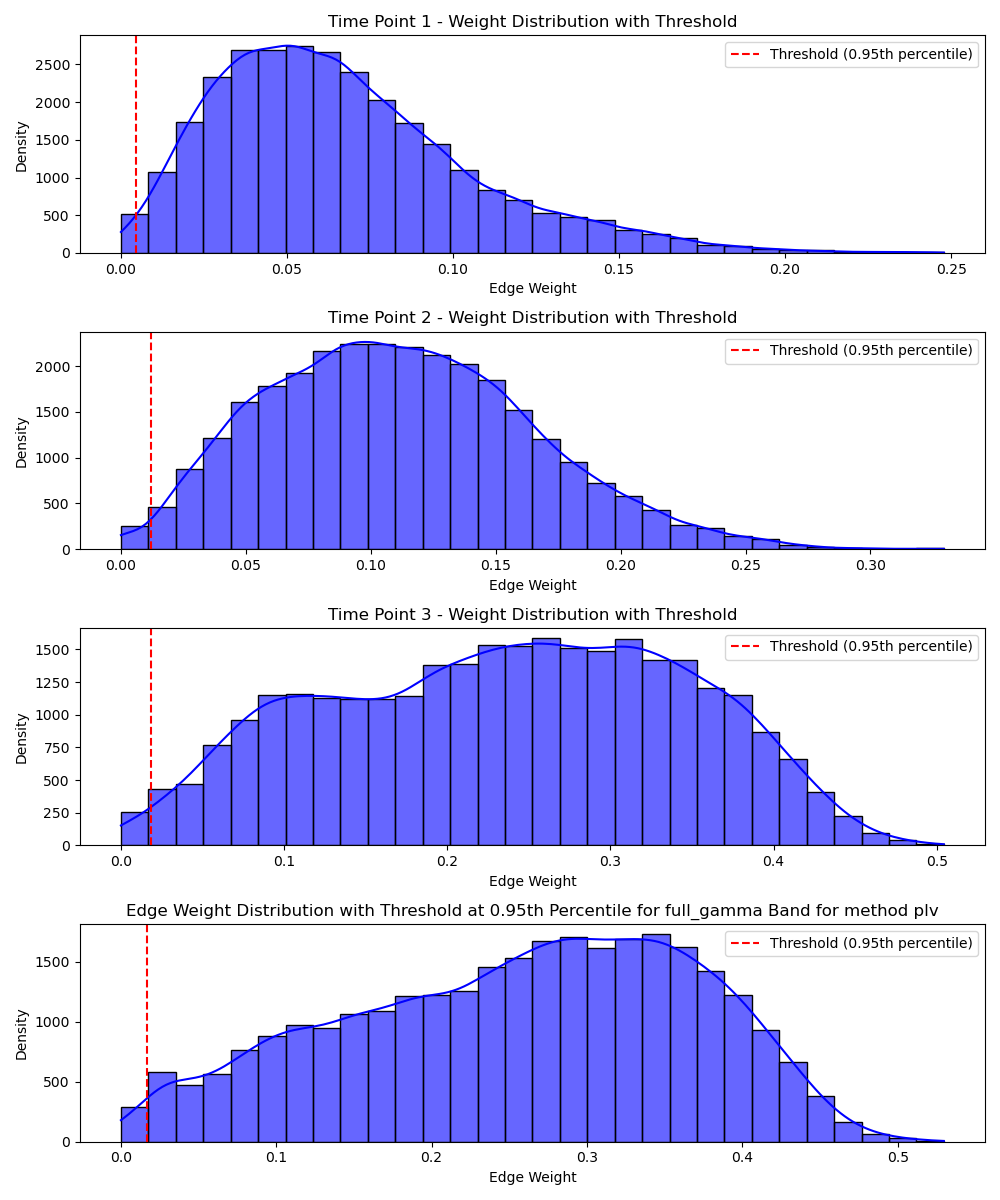 Time Point 1 - Weight Distribution with Threshold
Threshold (0.95th percentile)
Density
2500
2000
1500
1000
500
0
0.00 0.05 0.10 0.15 0.20 0.25
Edge Weight
Time Point 2 - Weight Distribution with Threshold
Threshold (0.95th percentile)
Density
2000
1500
1000
500
0
0.00 0.05 0.10 0.15 0.20 0.25 0.30
Edge Weight
Time Point 3 - Weight Distribution with Threshold
Threshold (0.95th percentile)
Density
1500
1250
1000
750
500
250
0
0.0 0.1 0.2 0.3 0.4 0.5
Edge Weight
Edge Weight Distribution with Threshold at 0.95th Percentile for full_gamma Band for method plv
Threshold (0.95th percentile)
Density
1500
1000
500
0
0.0 0.1 0.2 0.3 0.4 0.5
Edge Weight